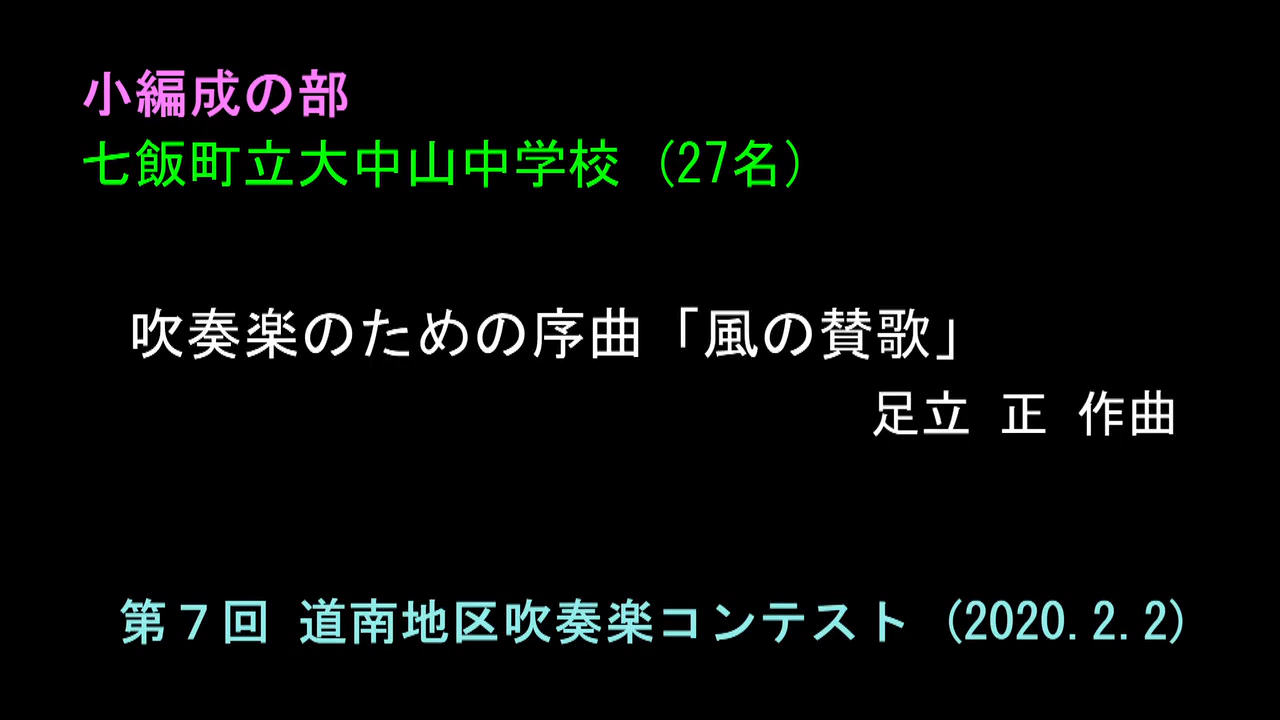 小編成の部
七飯町立大中山中学校 (27名)
吹奏楽のための序曲「風の賛歌」
足立 正 作曲
第７回 道南地区吹奏楽コンテスト (2020.2.2)